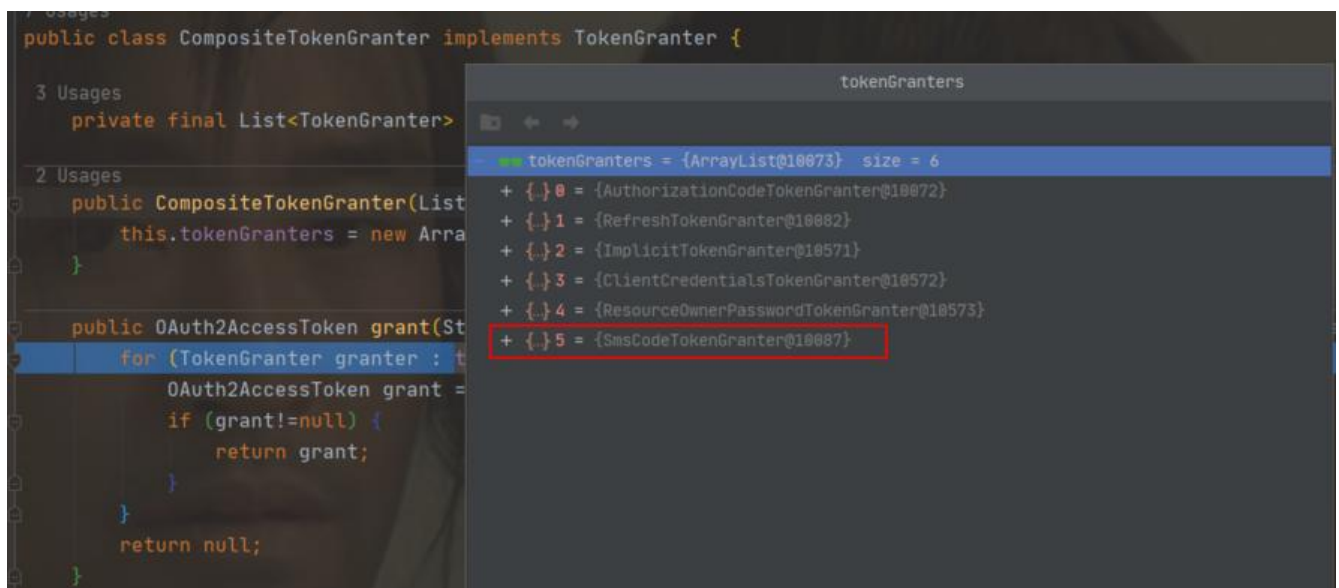 7 Usages
public class CompositeTokenGranter implements TokenGranter {
3 Usages
private final List<TokenGranter>
2 Usages
public CompositeTokenGranter(List
this.tokenGranters = new Arra
}
public OAuth2AccessToken grant(St
for (TokenGranter granter : t
OAuth2AccessToken grant =
if (grant!=null) {
return grant;
}
}
return null;
}
tokenGranters
tokenGranters = {ArrayList@10073} size = 6
+ {..} 0 = {AuthorizationCodeTokenGranter@10072}
+ {..} 1 = {RefreshTokenGranter@10082}
+ {..} 2 = {ImplicitTokenGranter@10571}
+ {..} 3 = {ClientCredentialsTokenGranter@10572}
+ {..} 4 = {ResourceOwnerPasswordTokenGranter@10573}
+ {..} 5 = {SmsCodeTokenGranter@10087}